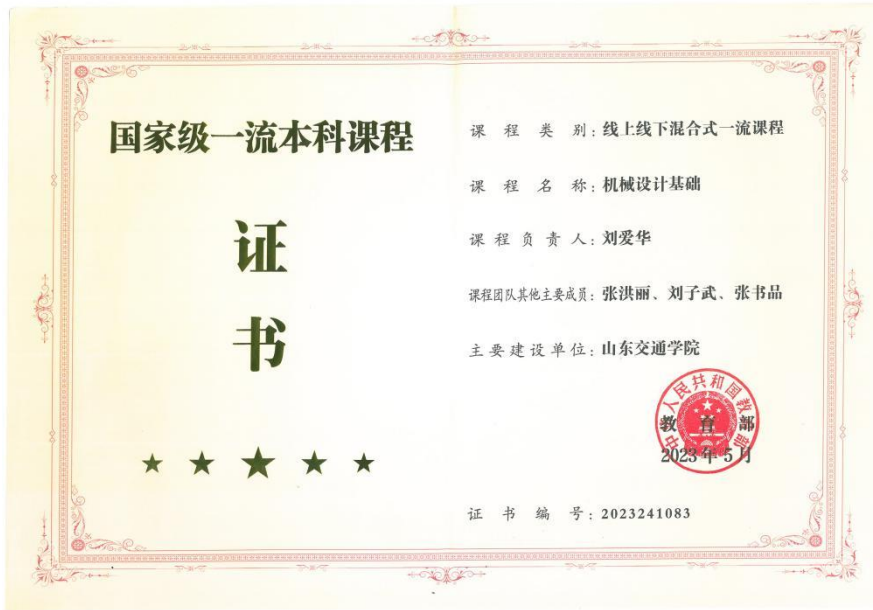 国家级一流本科课程
证
书
课程类别：线上线下混合式一流课程
课程名称：机械设计基础
课程负责人：刘爱华
课程团队其他主要成员：张洪丽、刘子武、张书品
主要建设单位：山东交通学院
中华人民共和国教育部
教育部
2023年5月
证书编号：2023241083